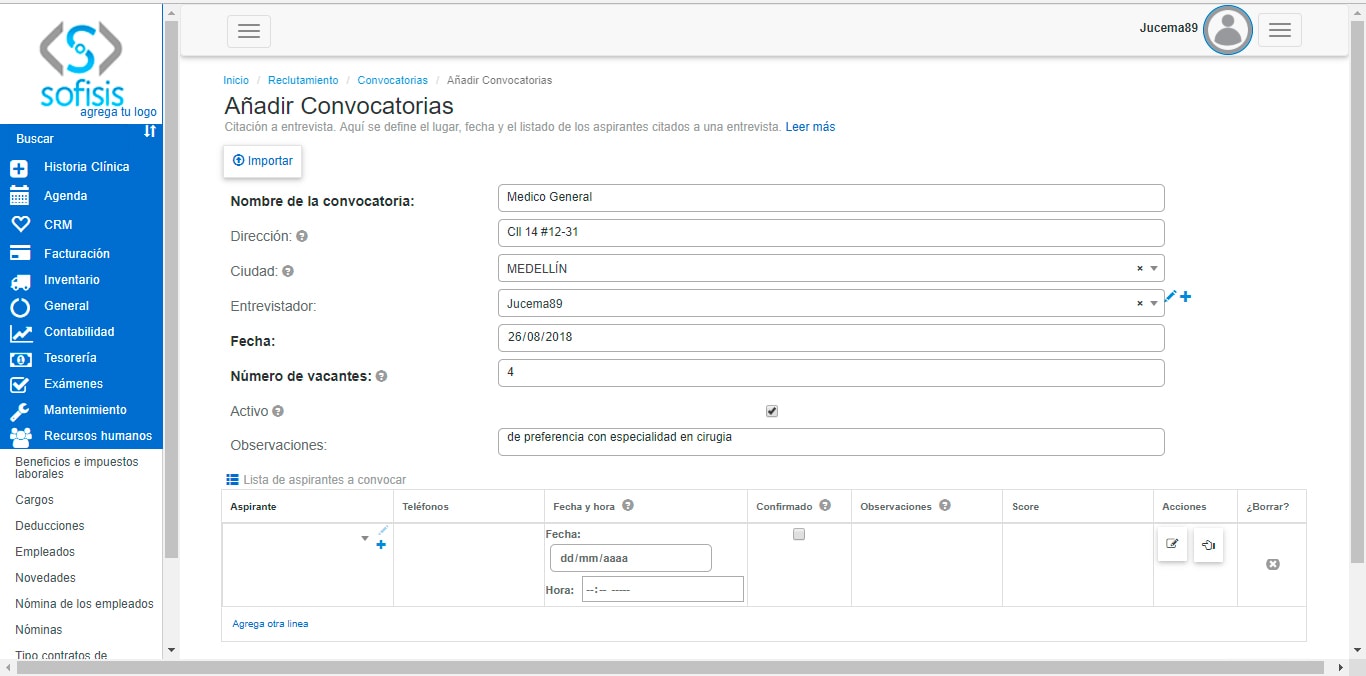 sofisis
agrega tu logo
Buscar
Historia Clínica
Agenda
CRM
Facturación
Inventario
General
Contabilidad
Tesorería
Exámenes
Mantenimiento
Recursos humanos
Beneficios e impuestos
laborales
Cargos
Deducciones
Empleados
Novedades
Nómina de los empleados
Nóminas
Tipo contratos de
Jucema89
Inicio / Reclutamiento / Convocatorias / Añadir Convocatorias
Añadir Convocatorias
Citación a entrevista. Aquí se define el lugar, fecha y el listado de los aspirantes citados a una entrevista. Leer más
Importar
Nombre de la convocatoria: Medico General
Dirección: Cll 14 #12-31
Ciudad: MEDELLÍN
Entrevistador: Jucema89
Fecha: 26/08/2018
Número de vacantes: 4
Activo
Observaciones: de preferencia con especialidad en cirugia
Lista de aspirantes a convocar
Aspirante Teléfonos Fecha y hora Confirmado Observaciones Score Acciones ¿Borrar?
Fecha:
dd/mm/aaaa
Hora: --:-- -----
Agrega otra linea